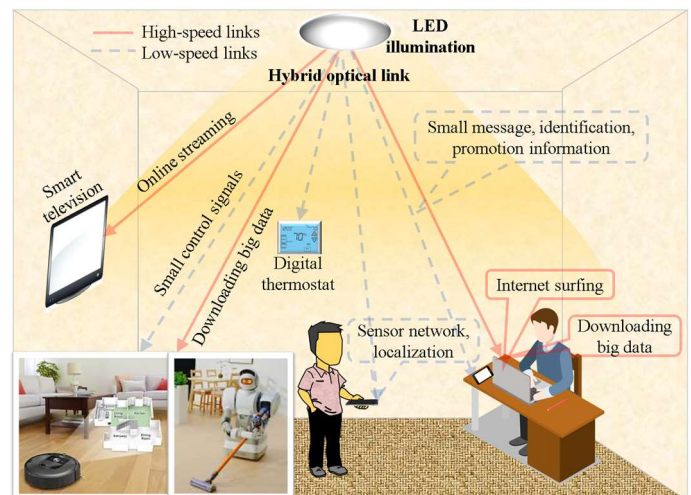 High-speed links
Low-speed links
LED
illumination
Hybrid optical link
Online streaming
Small message, identification,
promotion information
Smart
television
Small control signals
Downloading big data
70°
Digital
thermostat
Internet surfing
Downloading
big data
Sensor network,
localization